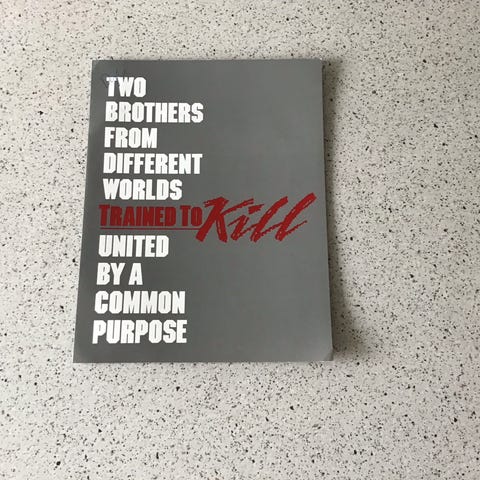 TWO
BROTHERS
FROM
DIFFERENT
WORLDS
TRAINED TO Kill
UNITED
BY A
COMMON
PURPOSE